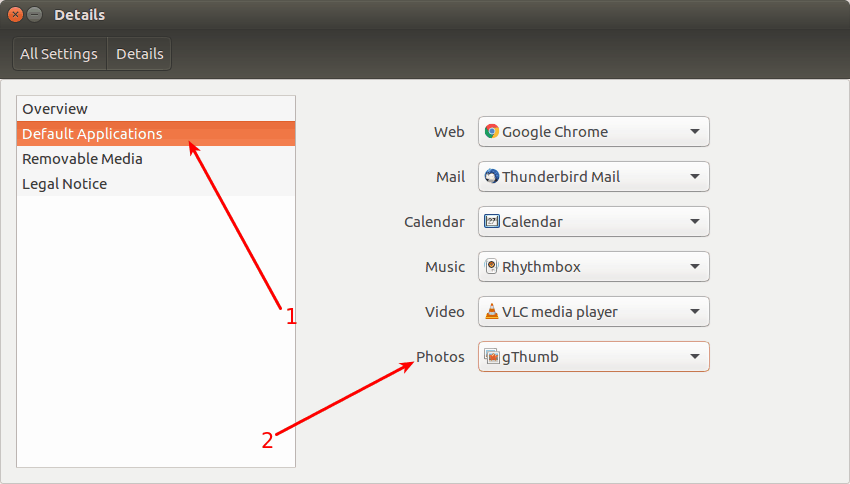 Details
All Settings Details
Overview
Default Applications
Removable Media
Legal Notice
Web Google Chrome
Mail Thunderbird Mail
Calendar Calendar
Music Rhythmbox
Video VLC media player
Photos gThumb
1
2